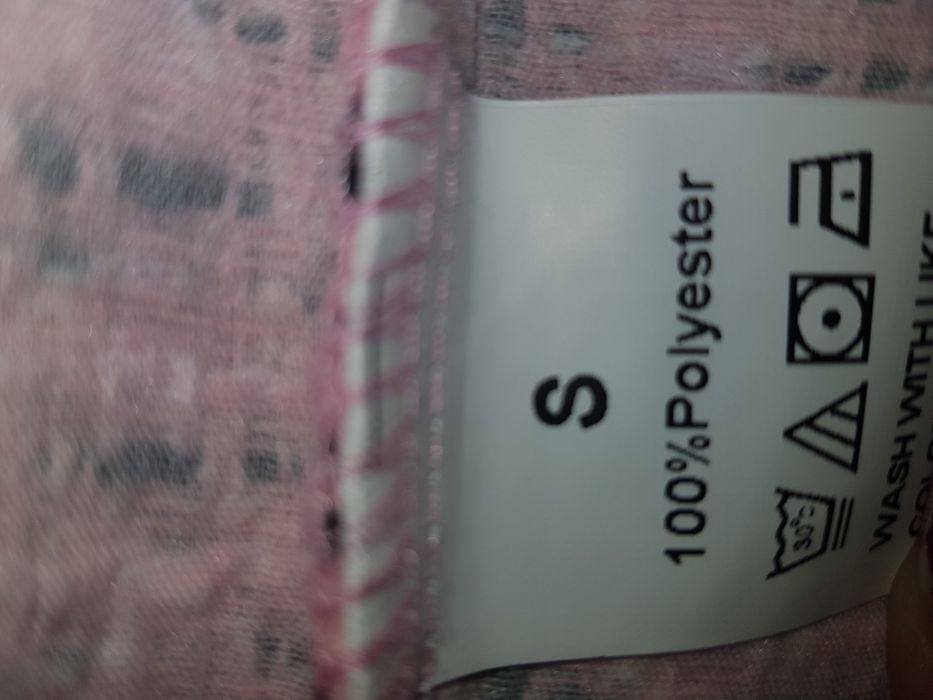 S
100%Polyester
30°C
WASH WITH LIKE